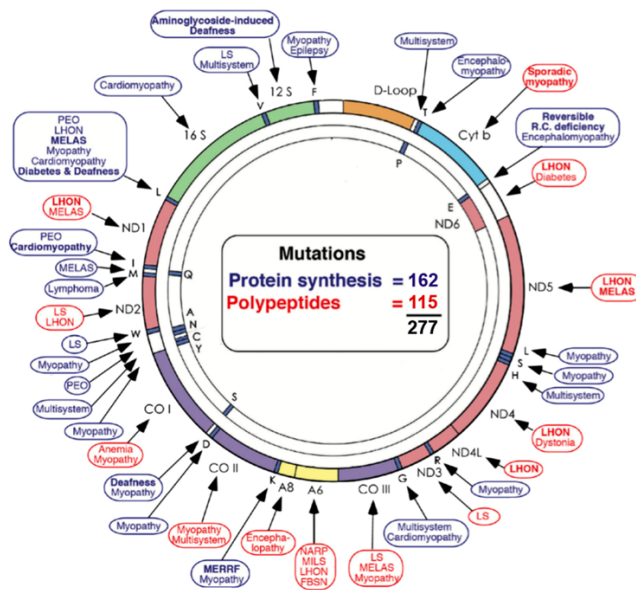 Aminoglycoside-induced
Deafness
LS
Multisystem
12 S
V
F
Myopathy
Epilepsy
D-Loop
Multisystem
T
Encephalo-
myopathy
Sporadic
myopathy
Cyt b
Reversible
R.C. deficiency
Encephalomyopathy
LHON
Diabetes
Cardiomyopathy
16 S
PEO
LHON
MELAS
Myopathy
Cardiomyopathy
Diabetes & Deafness
L
P
E
ND6
LHON
MELAS
ND1
PEO
Cardiomyopathy
I
M
MELAS
Lymphoma
Q
LS
LHON
ND2
W
A
N
C
Y
S
Mutations
Protein synthesis = 162
Polypeptides = 115
277
ND5
LHON
MELAS
L
S
H
Myopathy
Myopathy
Multisystem
ND4
LHON
Dystonia
ND4L
LHON
R
Myopathy
ND3
LS
G
Multisystem
Cardiomyopathy
CO III
LS
MELAS
Myopathy
A6
NARP
MILS
LHON
FBSN
A8
Encepha-
lopathy
K
MERRF
Myopathy
CO II
Myopathy
Multisystem
D
Deafness
Myopathy
Myopathy
CO I
Anemia
Myopathy
LS
Myopathy
PEO
Multisystem
Myopathy